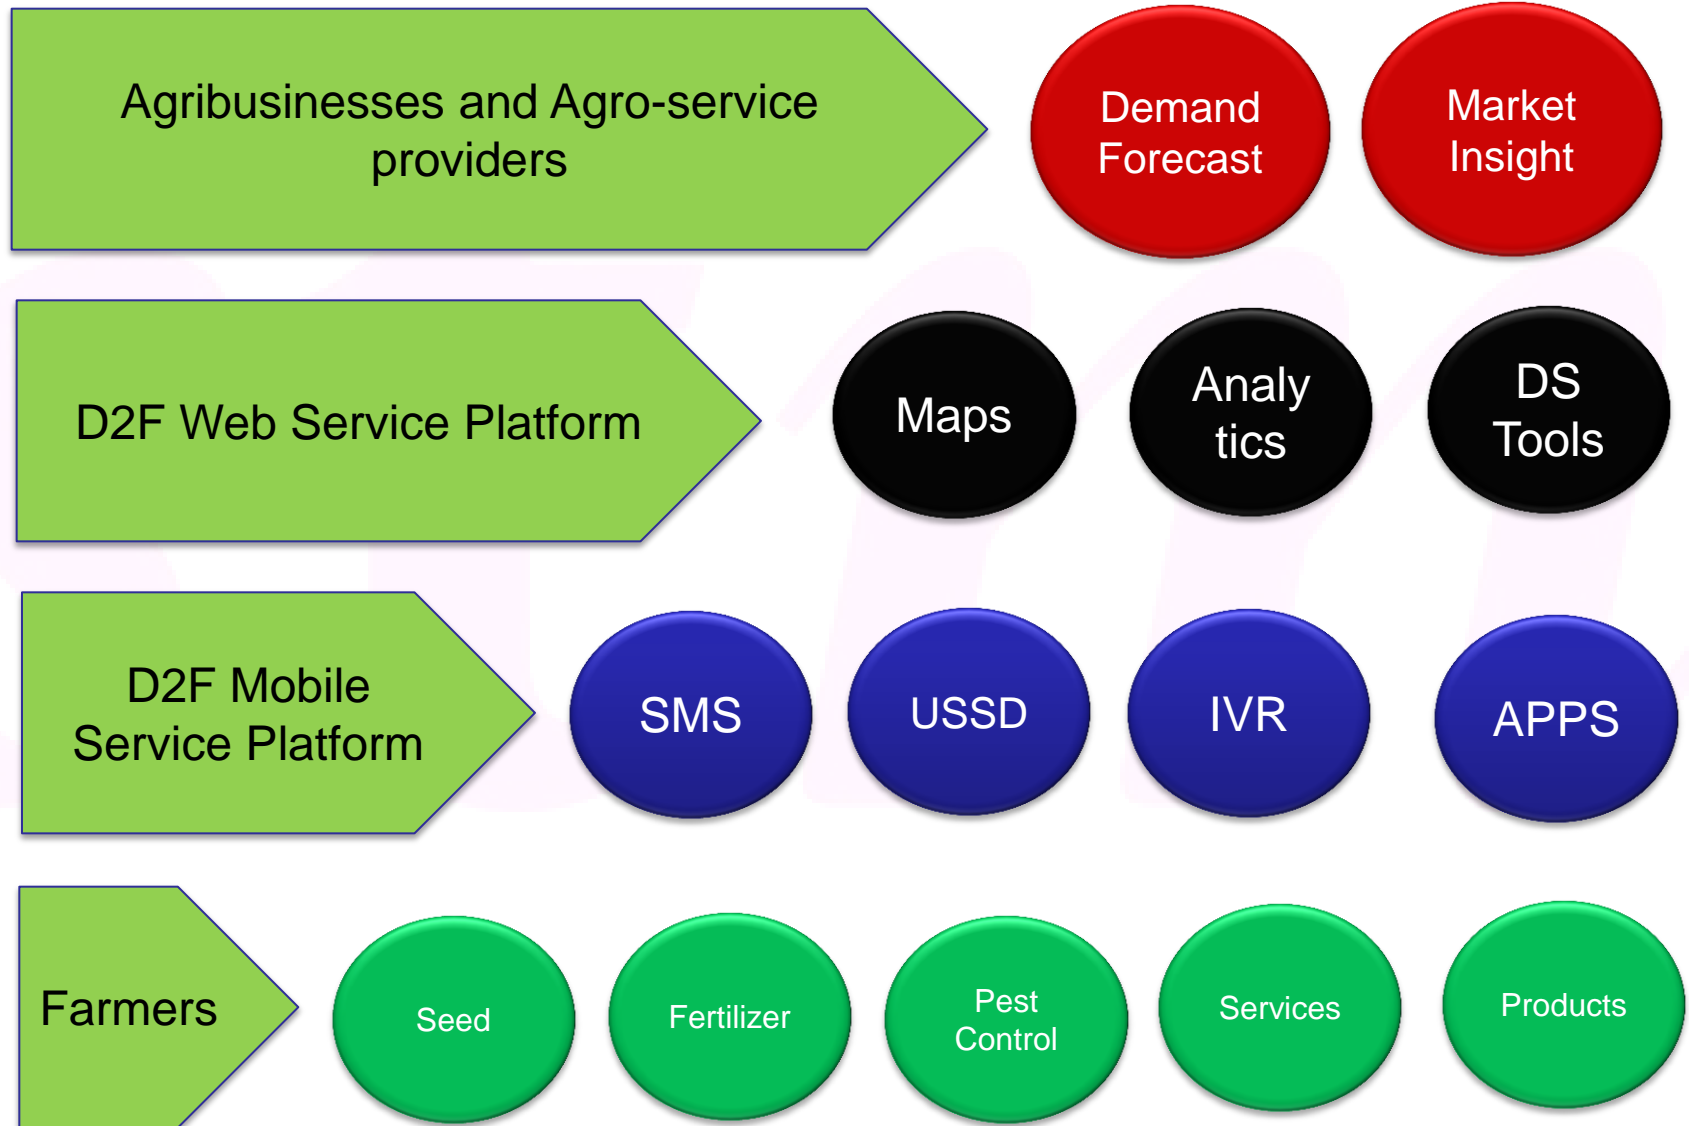 Agribusinesses and Agro-service
providers
Demand
Forecast
Market
Insight
D2F Web Service Platform
Maps
Analy
tics
DS
Tools
D2F Mobile
Service Platform
SMS
USSD
IVR
APPS
Farmers
Seed
Fertilizer
Pest
Control
Services
Products